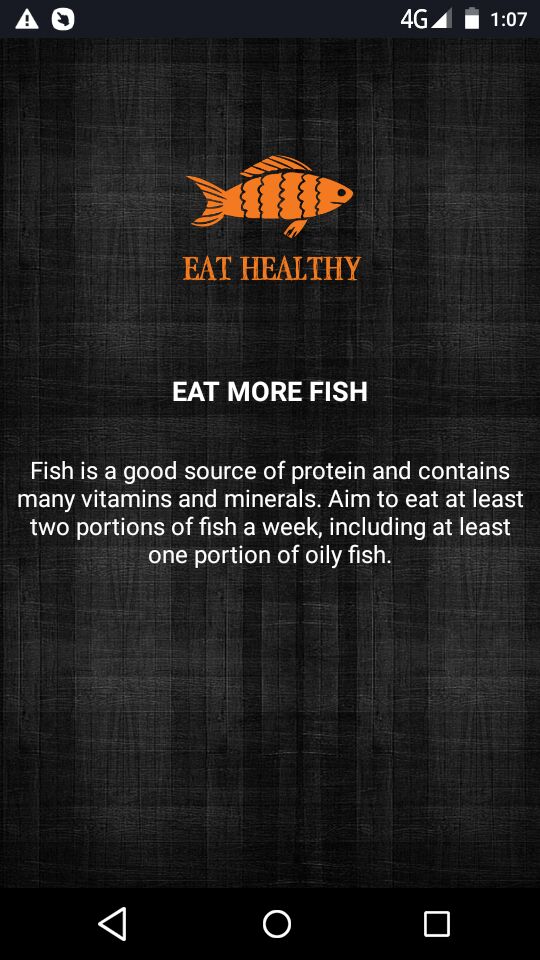 4G 1:07
EAT HEALTHY
EAT MORE FISH
Fish is a good source of protein and contains
many vitamins and minerals. Aim to eat at least
two portions of fish a week, including at least
one portion of oily fish.